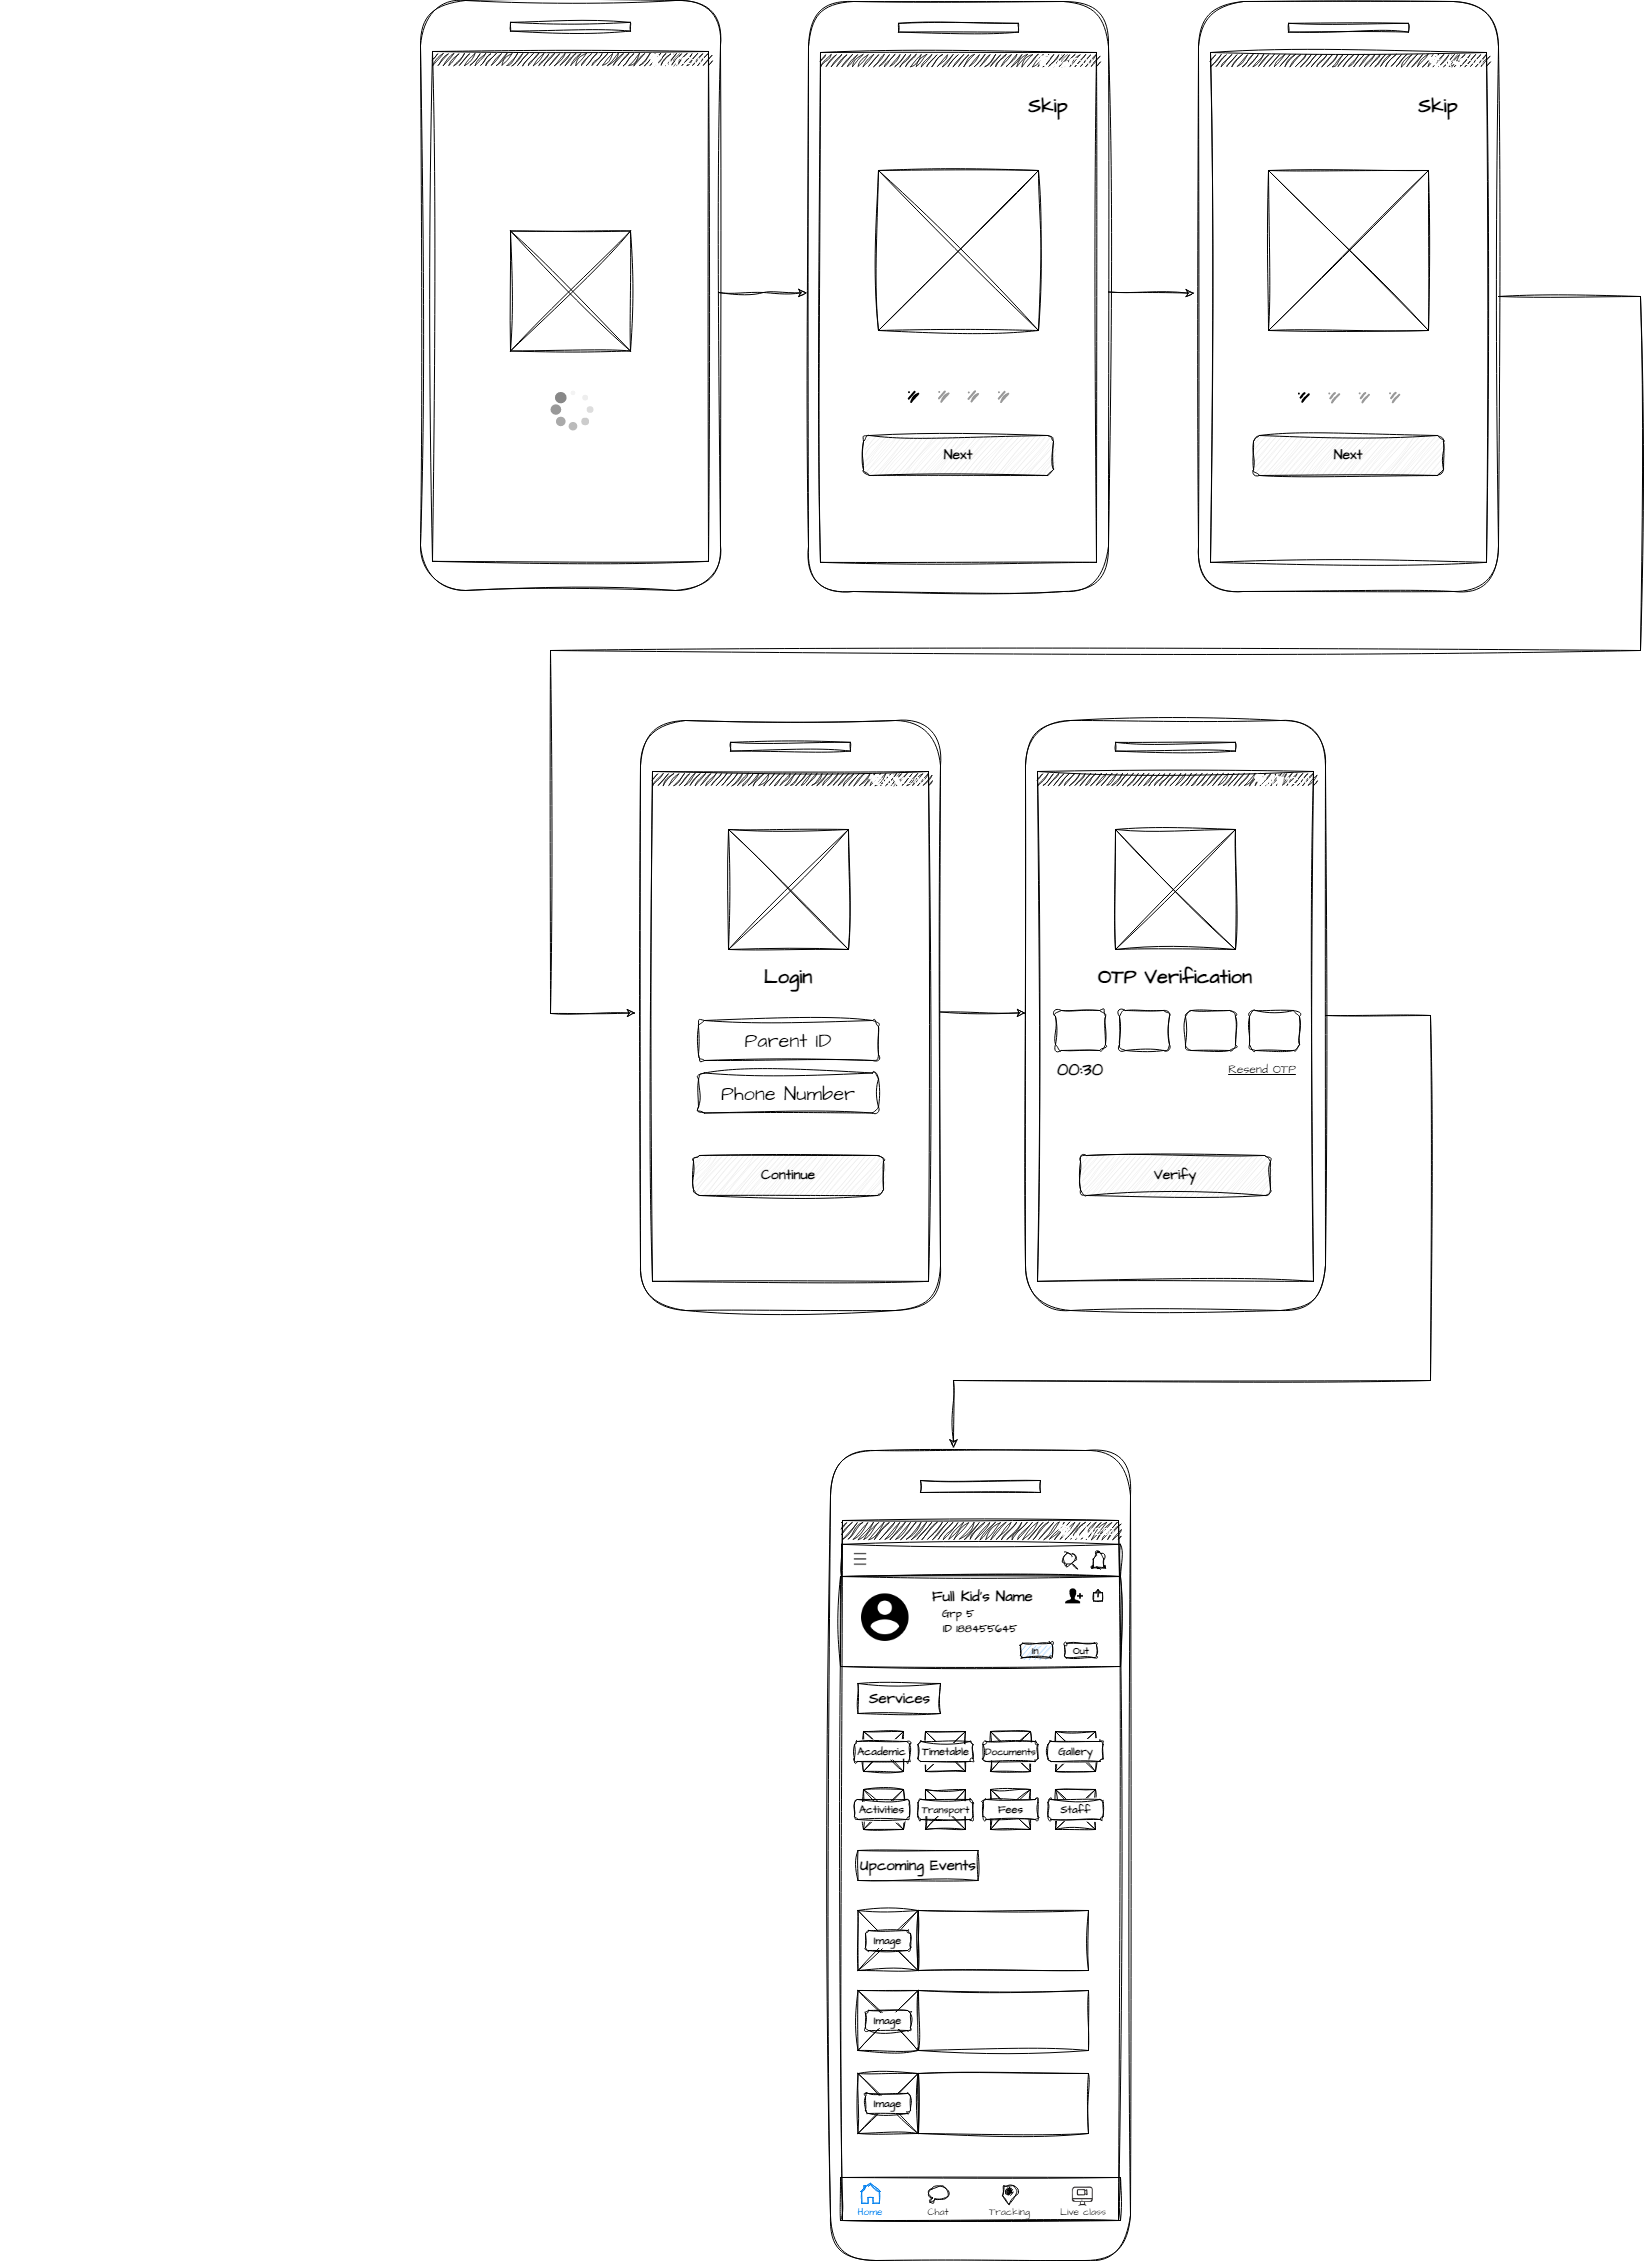 Skip
Skip
Next
Next
Login
OTP Verification
Parent ID
00:30
Resend OTP
Phone Number
Continue
Verify
Full Kid's Name
Grp 5
ID 188455645
In
Out
Services
Academic
Timetable
Documents
Gallery
Activities
Transport
Fees
Staff
Upcoming Events
Image
Image
Image
Home
Chat
Tracking
Live class